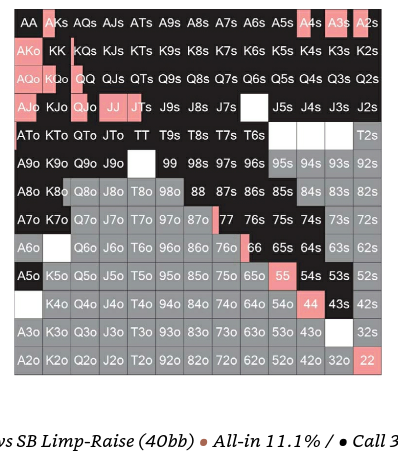 AA AKs AQs AJs ATs A9s A8s A7s A6s A5s A4s A3s A2s
AKo KK KQs KJs KTs K9s K8s K7s K6s K5s K4s K3s K2s
AQo KQo QQ QJs QTs Q9s Q8s Q7s Q6s Q5s Q4s Q3s Q2s
AJo KJo QJo JJ JTs J9s J8s J7s J5s J4s J3s J2s
ATo KTo QTo JTo TT T9s T8s T7s T6s T2s
A9o K9o Q9o J9o 99 98s 97s 96s 95s 94s 93s 92s
A8o K8o Q8o J8o T8o 98o 88 87s 86s 85s 84s 83s 82s
A7o K7o Q7o J7o T7o 97o 87o 77 76s 75s 74s 73s 72s
A6o Q6o J6o T6o 96o 86o 76o 66 65s 64s 63s 62s
A5o K5o Q5o J5o T5o 95o 85o 75o 65o 55 54s 53s 52s
K4o Q4o J4o T4o 94o 84o 74o 64o 54o 44 43s 42s
A3o K3o Q3o J3o T3o 93o 83o 73o 63o 53o 43o 32s
A2o K2o Q2o J2o T2o 92o 82o 72o 62o 52o 42o 32o 22
vs SB Limp-Raise (40bb) • All-in 11.1% / • Call 3